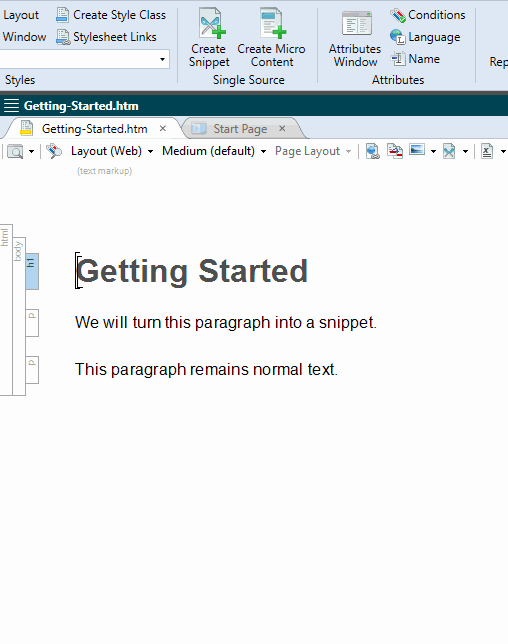 Layout
Create Style Class
Conditions
Window
Stylesheet Links
Create
Snippet
Create Micro
Content
Attributes
Window
Language
Name
Rep
Styles
Single Source
Attributes
Getting-Started.htm
Getting-Started.htm
Start Page
Layout (Web)
Medium (default)
Page Layout
(text markup)
html
body
h1
Getting Started
p
We will turn this paragraph into a snippet.
p
This paragraph remains normal text.